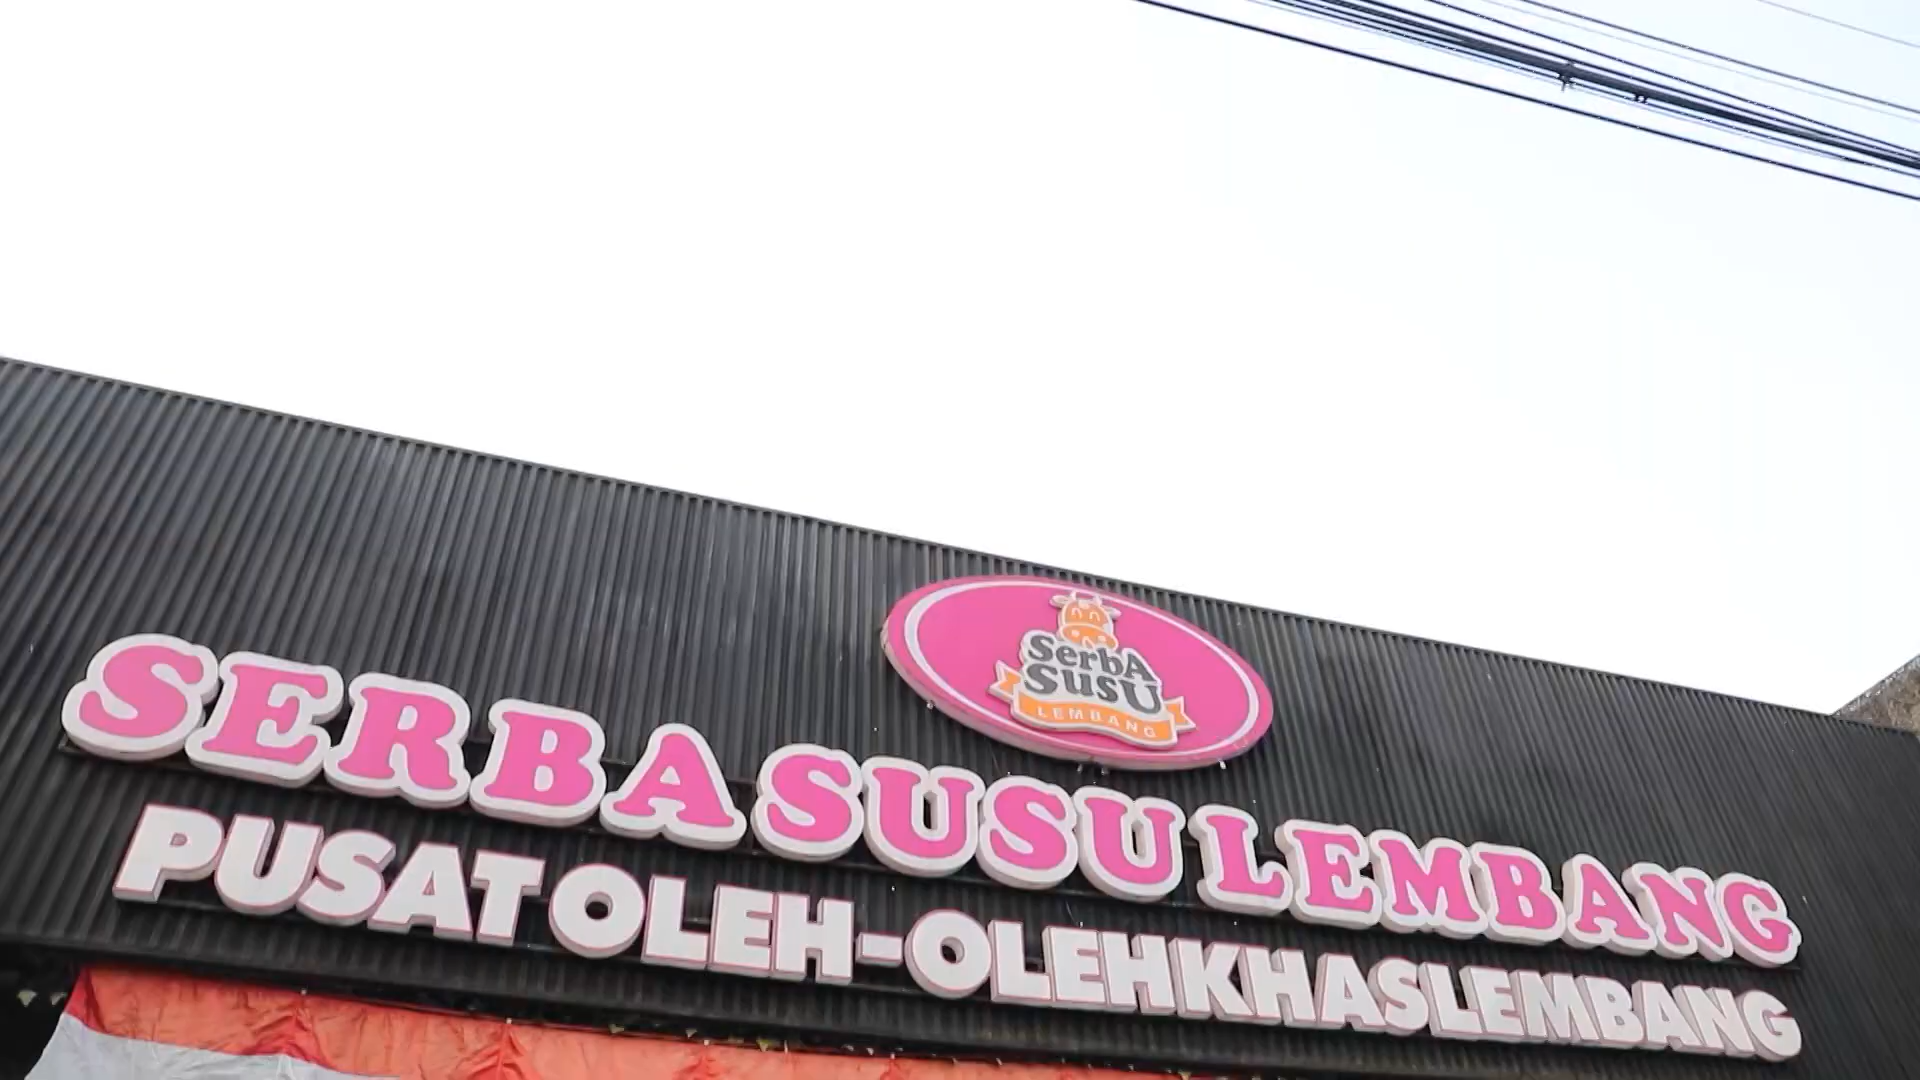 SerbA
SuSU
LEMBANG
SERBA SUSU LEMBANG
PUSAT OLEH-OLEH KHAS LEMBANG